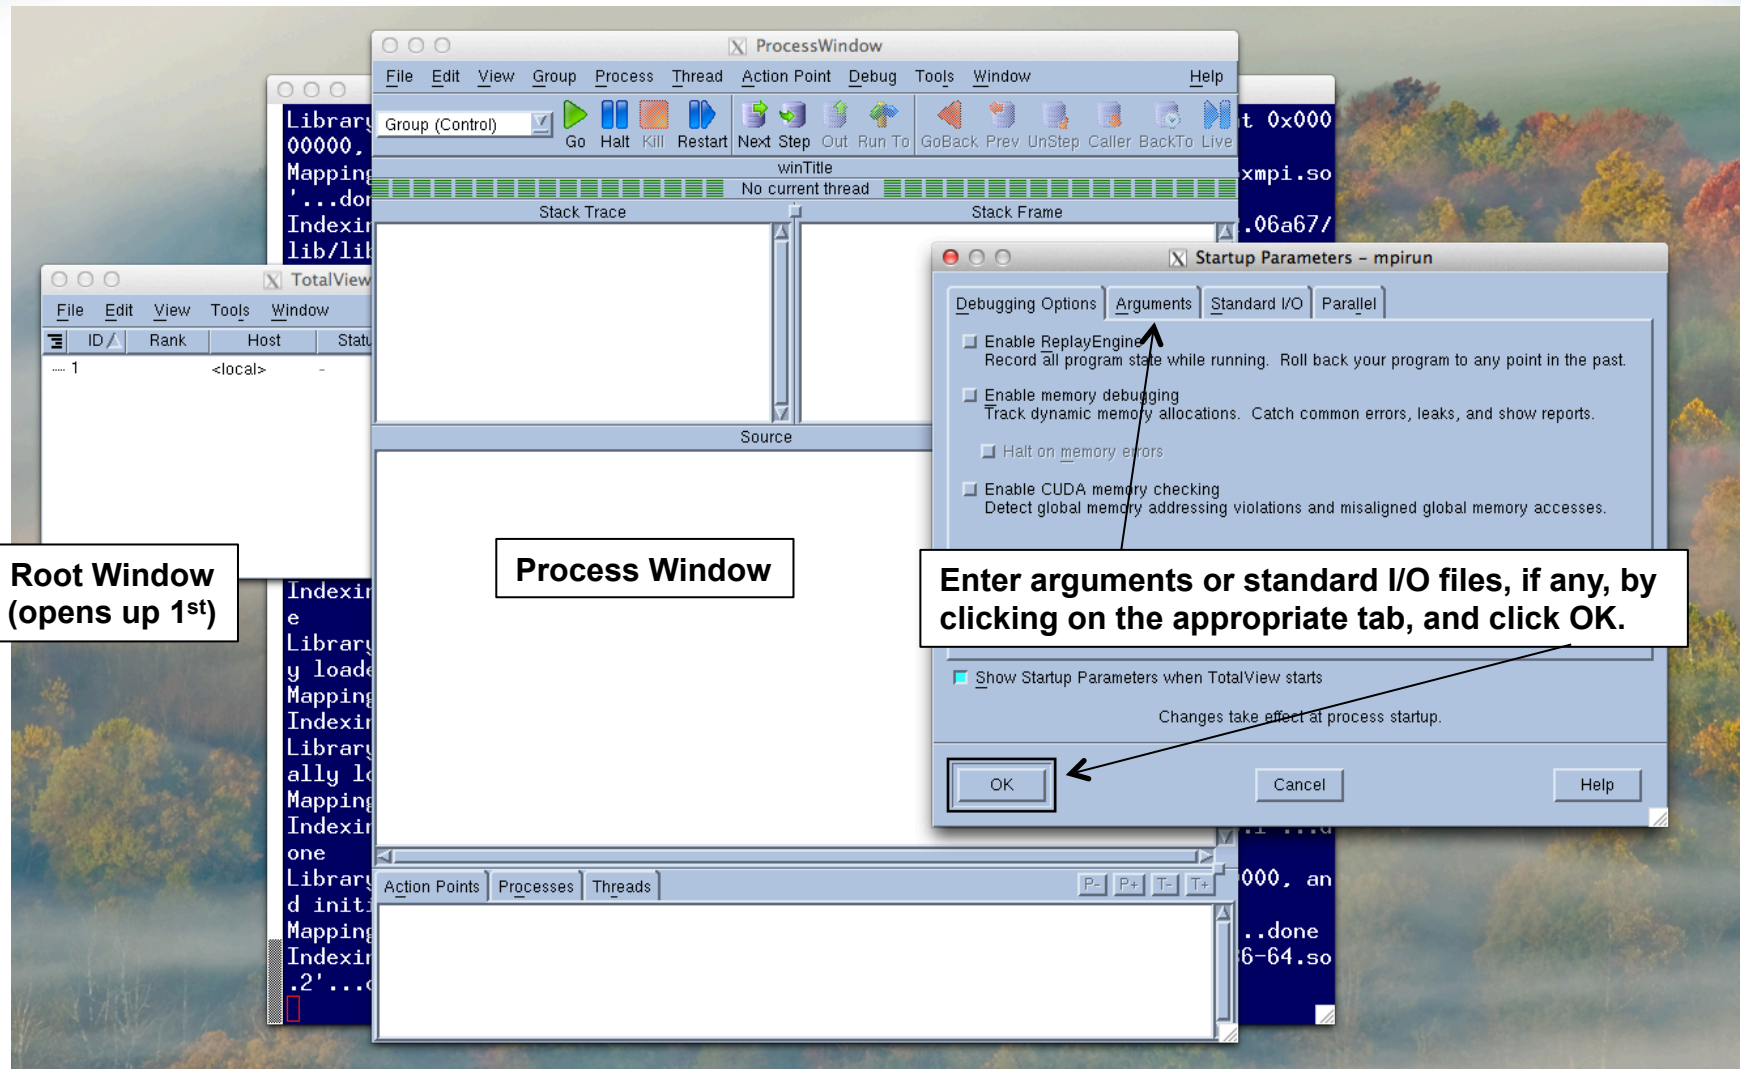 ProcessWindow
File Edit View Group Process Thread Action Point Debug Tools Window Help
Group (Control)
Go Halt Kill Restart Next Step Out Run To GoBack Prev UnStep Caller BackTo Live
winTitle
No current thread
Stack Trace
Stack Frame
Source
Action Points Processes Threads
P- P+ T- T+
TotalView
File Edit View Tools Window
ID Rank Host Statu
1 <local> -
Library
00000,
Mapping
'...don
Indexin
lib/lib
t 0x000
xmpi.so
.06a67/
Indexin
e
Library
y loade
Mapping
Indexin
Library
ally lo
Mapping
Indexin
one
Library
d initi
Mapping
Indexin
.2'...d
000, an
..done
6-64.so
Startup Parameters - mpirun
Debugging Options Arguments Standard I/O Parallel
Enable ReplayEngine
Record all program state while running. Roll back your program to any point in the past.
Enable memory debugging
Track dynamic memory allocations. Catch common errors, leaks, and show reports.
Halt on memory errors
Enable CUDA memory checking
Detect global memory addressing violations and misaligned global memory accesses.
Show Startup Parameters when TotalView starts
Changes take effect at process startup.
OK Cancel Help
Root Window
(opens up 1st)
Process Window
Enter arguments or standard I/O files, if any, by
clicking on the appropriate tab, and click OK.